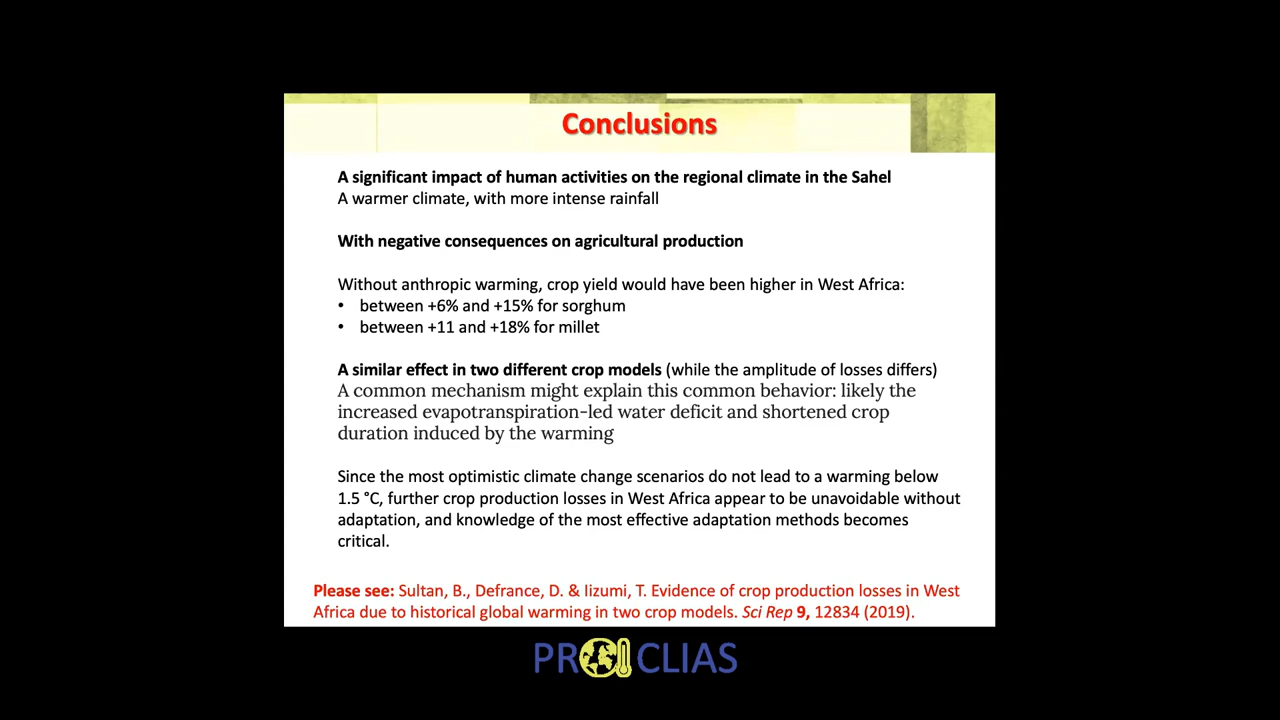 Conclusions
A significant impact of human activities on the regional climate in the Sahel
A warmer climate, with more intense rainfall
With negative consequences on agricultural production
Without anthropic warming, crop yield would have been higher in West Africa:
• between +6% and +15% for sorghum
• between +11 and +18% for millet
A similar effect in two different crop models (while the amplitude of losses differs)
A common mechanism might explain this common behavior: likely the
increased evapotranspiration-led water deficit and shortened crop
duration induced by the warming
Since the most optimistic climate change scenarios do not lead to a warming below
1.5 °C, further crop production losses in West Africa appear to be unavoidable without
adaptation, and knowledge of the most effective adaptation methods becomes
critical.
Please see: Sultan, B., Defrance, D. & Iizumi, T. Evidence of crop production losses in West
Africa due to historical global warming in two crop models. Sci Rep 9, 12834 (2019).
PROCLIAS